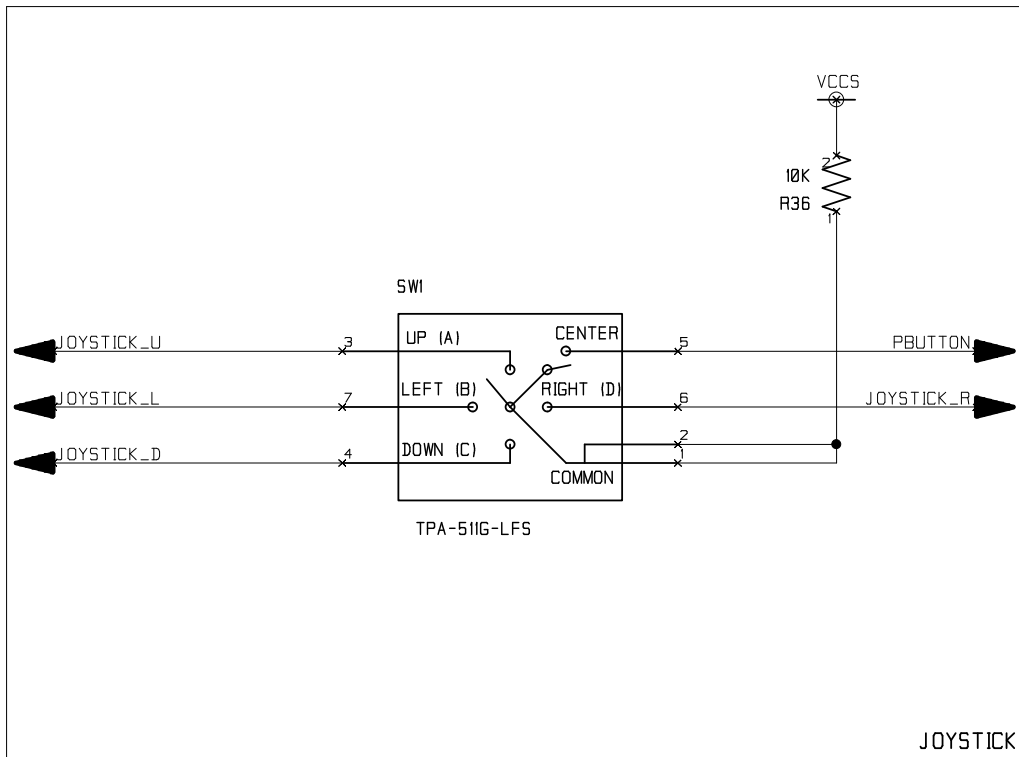 VCCS
2
10K
R36
1
SW1
UP (A)
CENTER
JOYSTICK_U
3
5
PBUTTON
LEFT (B)
RIGHT (D)
JOYSTICK_L
7
6
JOYSTICK_R
2
DOWN (C)
JOYSTICK_D
4
1
COMMON
TPA-511G-LFS
JOYSTICK